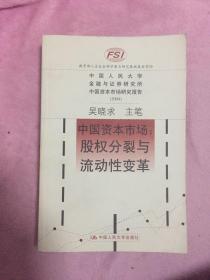 FSI
中国人民大学
金融与证券研究所
中国资本市场研究报告
(2004)
吴晓求 主笔
中国资本市场：
股权分裂与
流动性变革
中国人民大学出版社